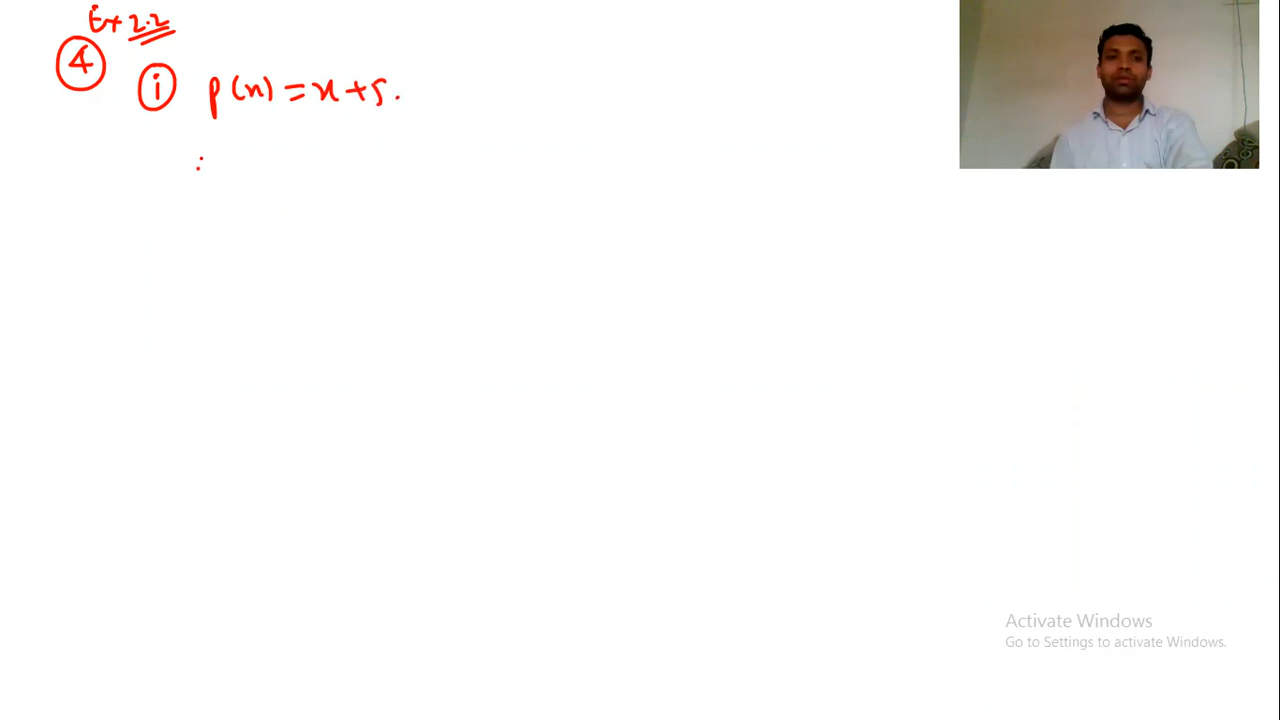 Ex 2.2
④
ⓘ p(x) = x + 5.
:
Activate Windows
Go to Settings to activate Windows.